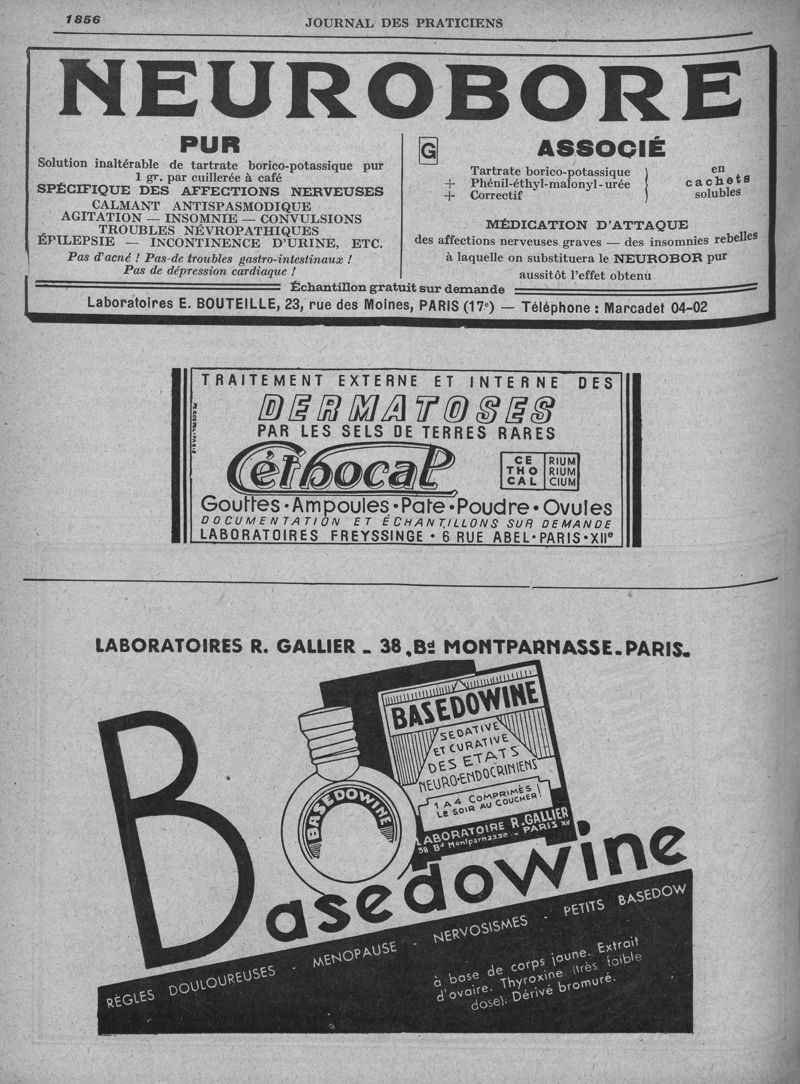 1856
JOURNAL DES PRATICIENS
NEUROBORE
PUR
Solution inaltérable de tartrate borico-potassique pur
1 gr. par cuillerée à café
SPÉCIFIQUE DES AFFECTIONS NERVEUSES
CALMANT ANTISPASMODIQUE
AGITATION — INSOMNIE — CONVULSIONS
TROUBLES NÉVROPATHIQUES
ÉPILEPSIE — INCONTINENCE D'URINE, ETC.
Pas d'acné ! Pas de troubles gastro-intestinaux !
Pas de dépression cardiaque !
G
ASSOCIÉ
Tartrate borico-potassique
+ Phénil-éthyl-malonyl-urée
+ Correctif
en
cachets
solubles
MÉDICATION D'ATTAQUE
des affections nerveuses graves — des insomnies rebelles
à laquelle on substituera le NEUROBOR pur
aussitôt l'effet obtenu
Échantillon gratuit sur demande
Laboratoires E. BOUTEILLE, 23, rue des Moines, PARIS (17e) — Téléphone : Marcadet 04-02
TRAITEMENT EXTERNE ET INTERNE DES
DERMATOSES
PAR LES SELS DE TERRES RARES
Céthocal
CE RIUM
THO RIUM
CAL CIUM
Gouttes • Ampoules • Pate • Poudre • Ovules
DOCUMENTATION ET ÉCHANTILLONS SUR DEMANDE
LABORATOIRES FREYSSINGE • 6 RUE ABEL • PARIS • XIIe
LABORATOIRES R. GALLIER _ 38, Bd MONTPARNASSE _ PARIS _
BASEDOWINE
SEDATIVE
ET CURATIVE
DES ETATS
NEURO-ENDOCRINIENS
1 A 4 COMPRIMÉS
LE SOIR AU COUCHER!
LABORATOIRE R. GALLIER
38 Bd Montparnasse - PARIS XV
BASEDOWINE
Basedowine
RÈGLES DOULOUREUSES - MENOPAUSE - NERVOSISMES - PETITS BASEDOW
à base de corps jaune. Extrait
d'ovaire. Thyroxine (très faible
dose). Dérivé bromuré.